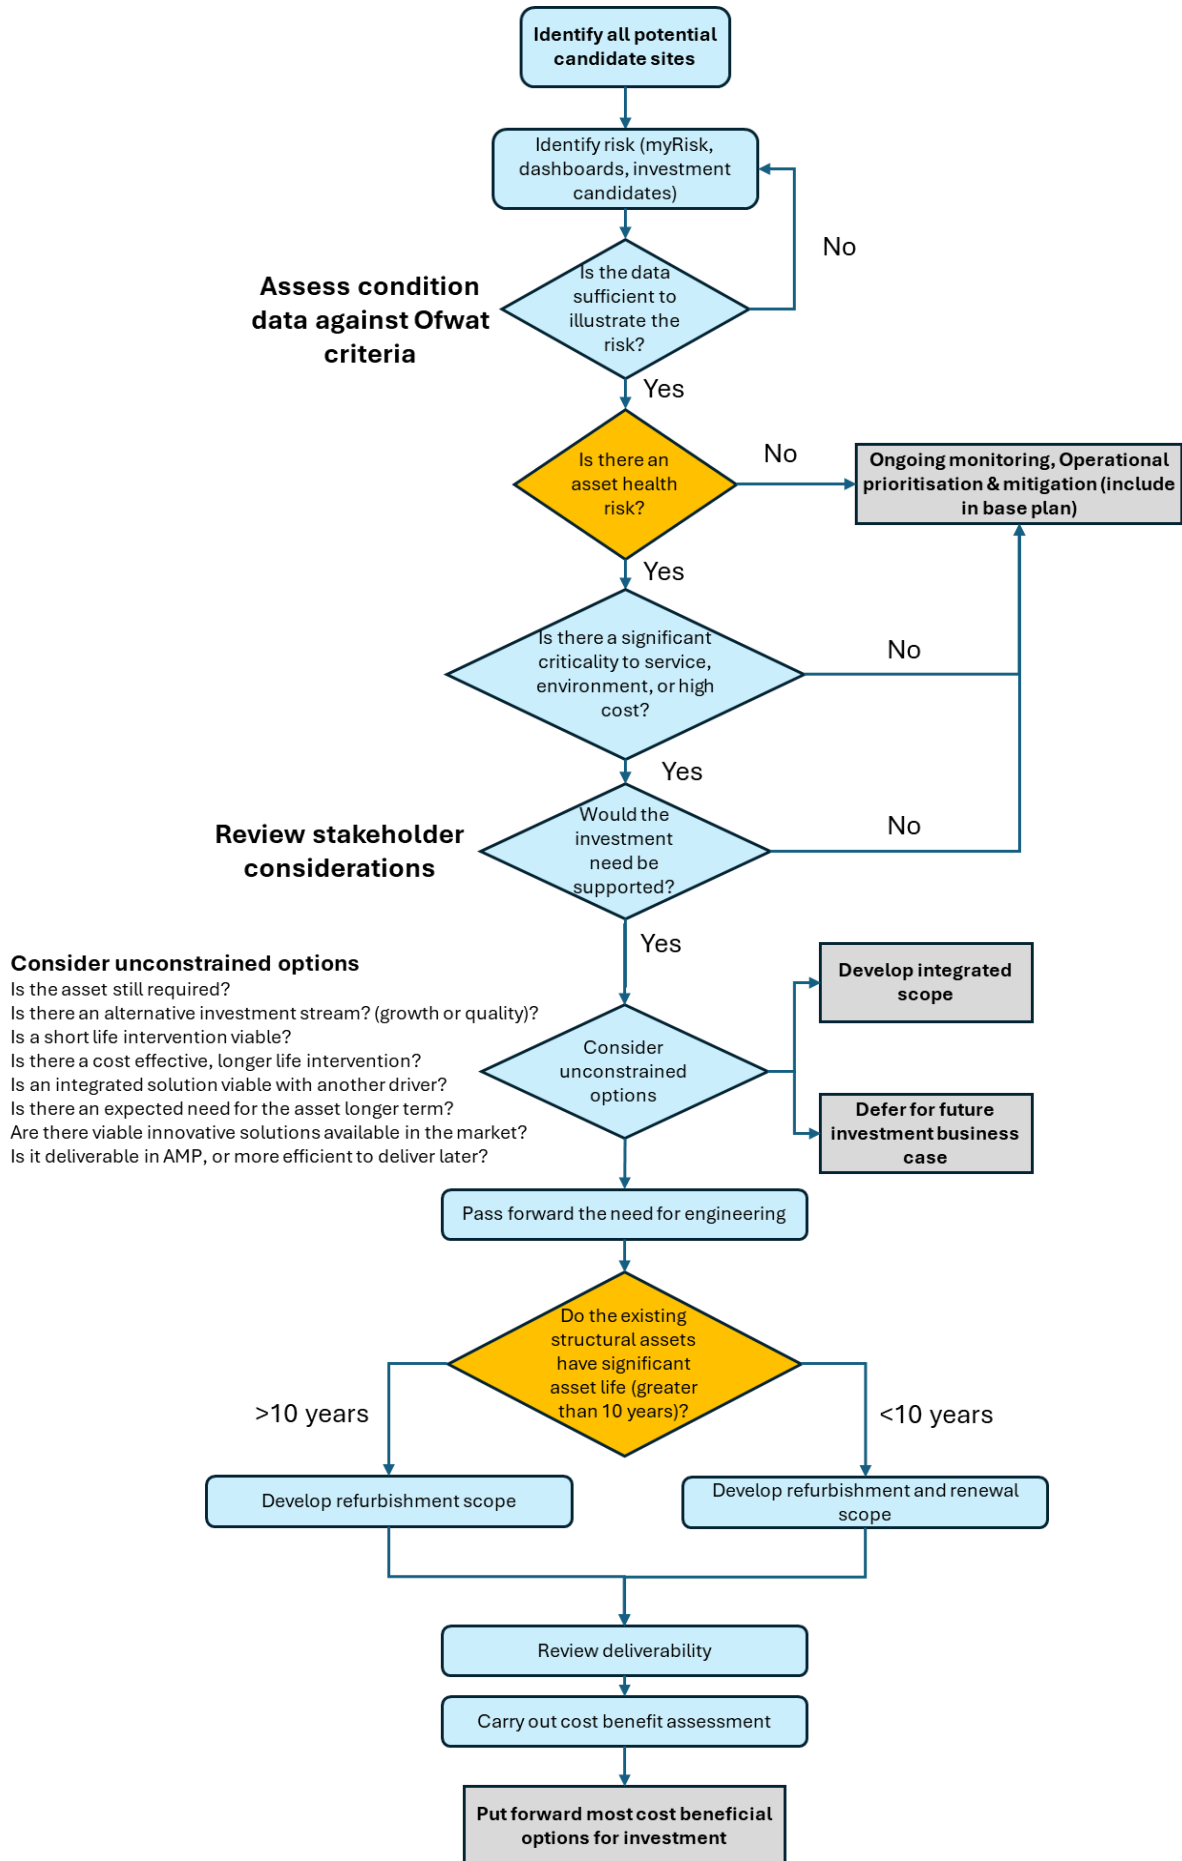 Identify all potential
candidate sites
Identify risk (myRisk,
dashboards, investment
candidates)
No
Assess condition
data against Ofwat
criteria
Is the data
sufficient to
illustrate the
risk?
Yes
Is there an
asset health
risk?
No
Ongoing monitoring, Operational
prioritisation & mitigation (include
in base plan)
Yes
Is there a significant
criticality to service,
environment, or high
cost?
No
Yes
Review stakeholder
considerations
Would the
investment
need be
supported?
No
Yes
Consider unconstrained options
Is the asset still required?
Is there an alternative investment stream? (growth or quality)?
Is a short life intervention viable?
Is there a cost effective, longer life intervention?
Is an integrated solution viable with another driver?
Is there an expected need for the asset longer term?
Are there viable innovative solutions available in the market?
Is it deliverable in AMP, or more efficient to deliver later?
Consider
unconstrained
options
Develop integrated
scope
Defer for future
investment business
case
Pass forward the need for engineering
Do the existing
structural assets
have significant
asset life (greater
than 10 years)?
>10 years
<10 years
Develop refurbishment scope
Develop refurbishment and renewal
scope
Review deliverability
Carry out cost benefit assessment
Put forward most cost beneficial
options for investment